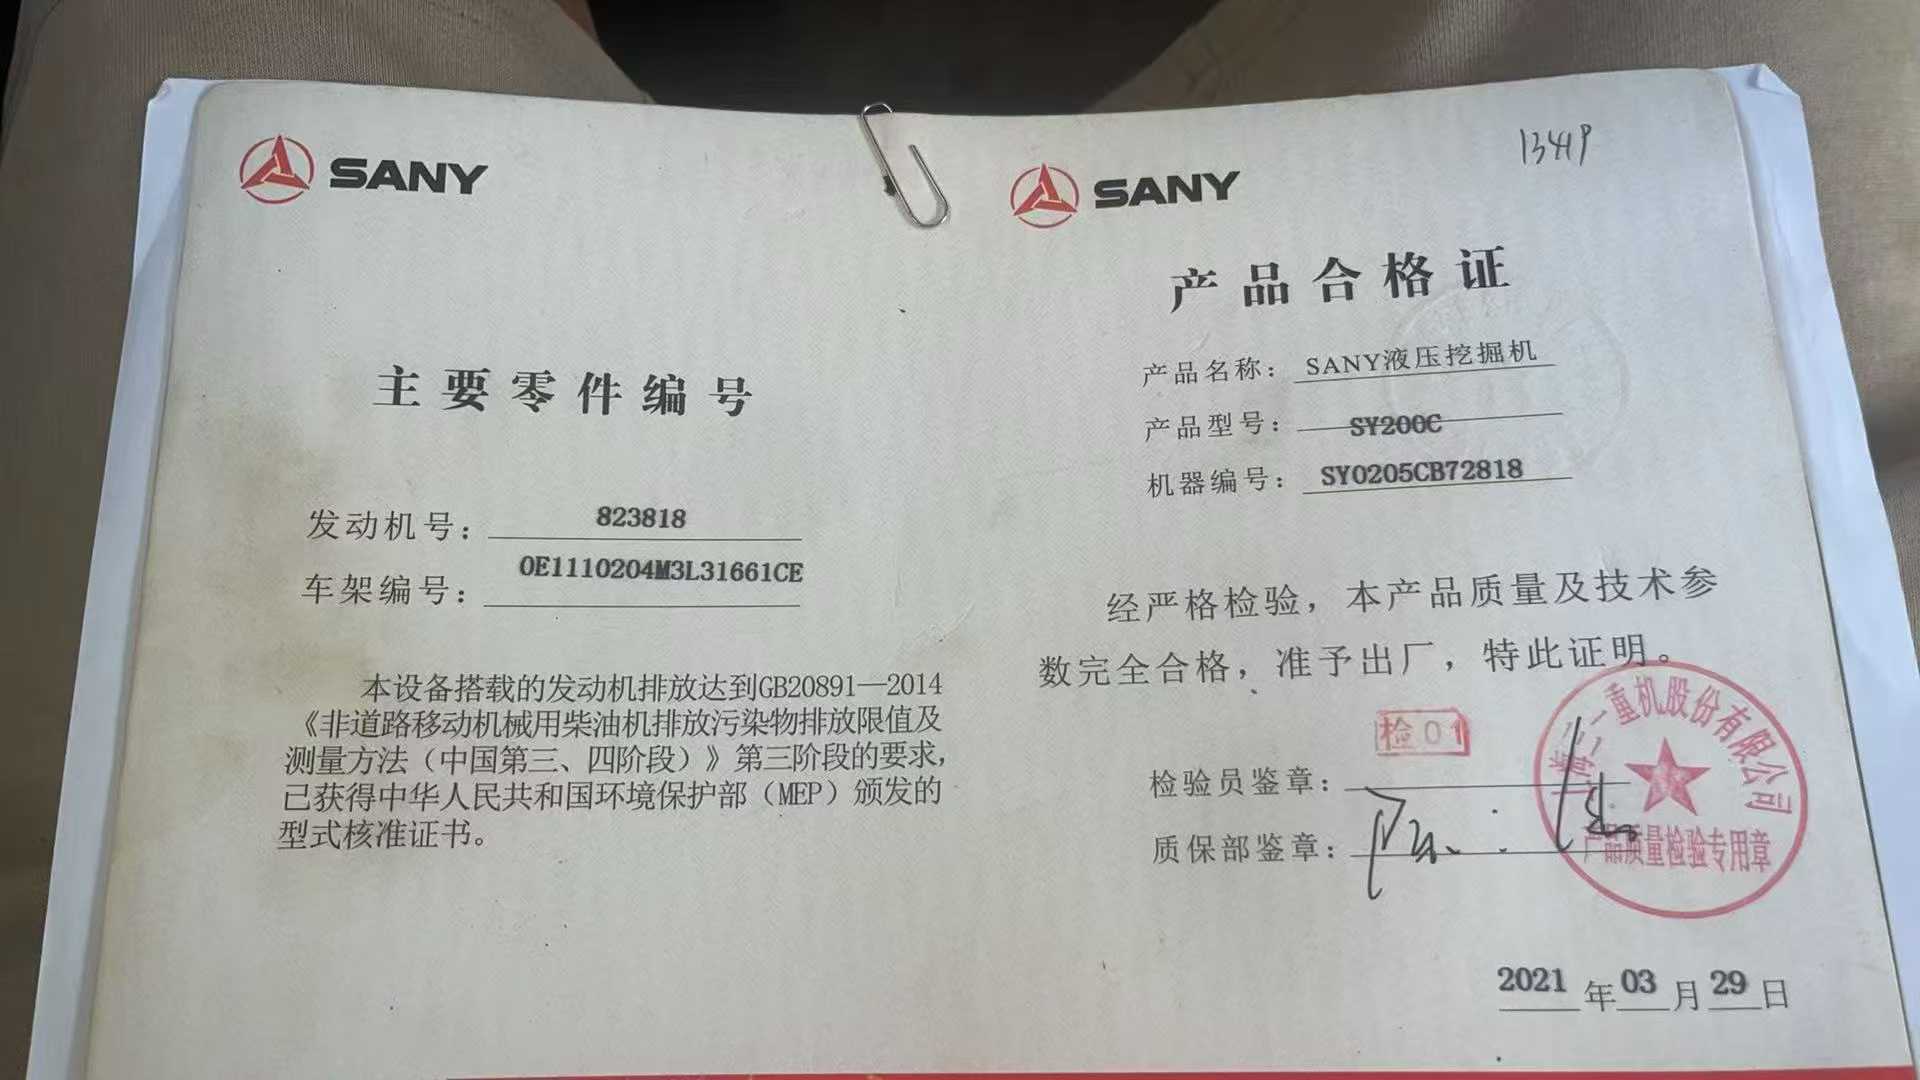 SANY
主要零件编号
发动机号：823818
车架编号：0E1110204M3L31661CE
本设备搭载的发动机排放达到GB20891—2014
《非道路移动机械用柴油机排放污染物排放限值及
测量方法（中国第三、四阶段）》第三阶段的要求，
已获得中华人民共和国环境保护部（MEP）颁发的
型式核准证书。
SANY
产品合格证
产品名称：SANY液压挖掘机
产品型号：SY200C
机器编号：SY0205CB72818
经严格检验，本产品质量及技术参
数完全合格，准予出厂，特此证明。
检01
检验员鉴章：
质保部鉴章：
重机股份有限公司
产品质量检验专用章
2021年03月29日